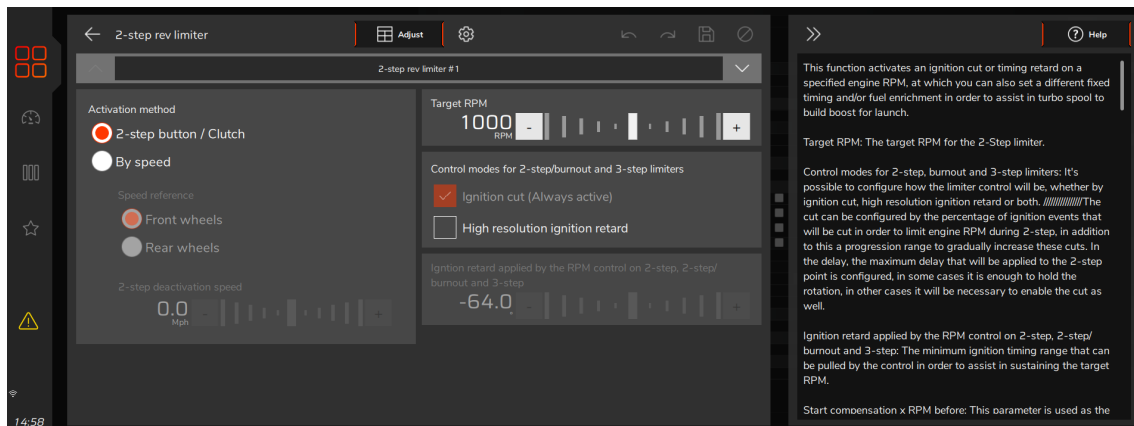 2-step rev limiter
Adjust
2-step rev limiter #1
Activation method
2-step button / Clutch
By speed
Speed reference
Front wheels
Rear wheels
2-step deactivation speed
0.0
Mph
-
+
Target RPM
1000
RPM
-
+
Control modes for 2-step/burnout and 3-step limiters
Ignition cut (Always active)
High resolution ignition retard
Igntion retard applied by the RPM control on 2-step, 2-step/
burnout and 3-step
-64.0
°
-
+
14:58
Help
This function activates an ignition cut or timing retard on a
specified engine RPM, at which you can also set a different fixed
timing and/or fuel enrichment in order to assist in turbo spool to
build boost for launch.
Target RPM: The target RPM for the 2-Step limiter.
Control modes for 2-step, burnout and 3-step limiters: It's
possible to configure how the limiter control will be, whether by
ignition cut, high resolution ignition retard or both. ///////////////The
cut can be configured by the percentage of ignition events that
will be cut in order to limit engine RPM during 2-step, in addition
to this a progression range to gradually increase these cuts. In
the delay, the maximum delay that will be applied to the 2-step
point is configured, in some cases it is enough to hold the
rotation, in other cases it will be necessary to enable the cut as
well.
Ignition retard applied by the RPM control on 2-step, 2-step/
burnout and 3-step: The minimum ignition timing range that can
be pulled by the control in order to assist in sustaining the target
RPM.
Start compensation x RPM before: This parameter is used as the